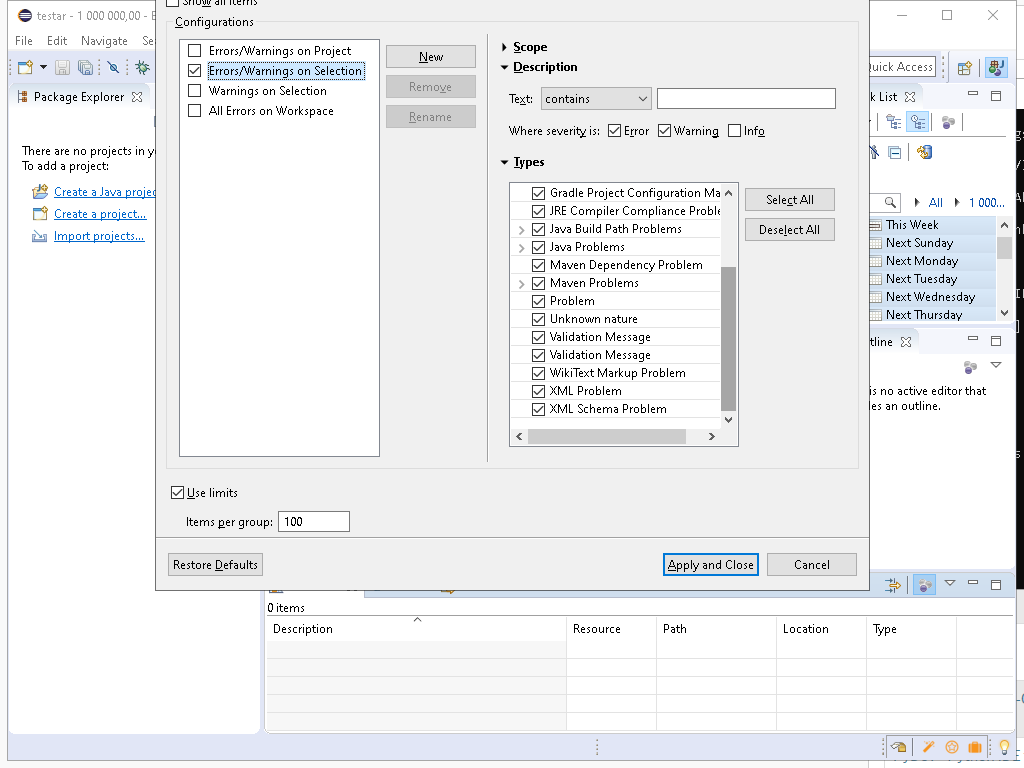 testar - 1 000 000,00 - E
Show all items
File Edit Navigate Se
Configurations
Errors/Warnings on Project
Errors/Warnings on Selection
Warnings on Selection
All Errors on Workspace
New
Remove
Rename
Scope
Description
Text: contains
Where severity is: Error Warning Info
Types
Gradle Project Configuration Ma
JRE Compiler Compliance Proble
Java Build Path Problems
Java Problems
Maven Dependency Problem
Maven Problems
Problem
Unknown nature
Validation Message
Validation Message
WikiText Markup Problem
XML Problem
XML Schema Problem
Select All
Deselect All
Use limits
Items per group: 100
Restore Defaults
Apply and Close
Cancel
Package Explorer
There are no projects in y
To add a project:
Create a Java projec
Create a project...
Import projects...
Quick Access
k List
All 1 000...
This Week
Next Sunday
Next Monday
Next Tuesday
Next Wednesday
Next Thursday
tline
is no active editor that
les an outline.
0 items
Description Resource Path Location Type